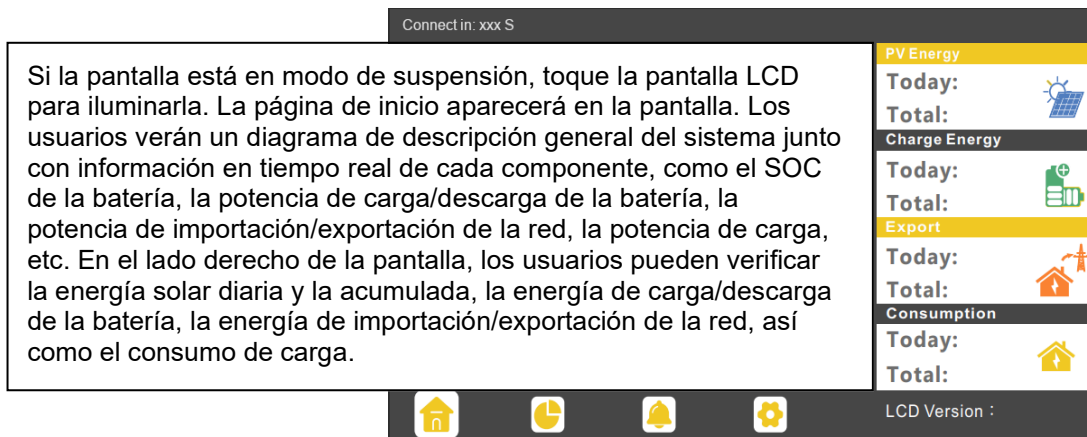 Connect in: xxx S
Si la pantalla está en modo de suspensión, toque la pantalla LCD
para iluminarla. La página de inicio aparecerá en la pantalla. Los
usuarios verán un diagrama de descripción general del sistema junto
con información en tiempo real de cada componente, como el SOC
de la batería, la potencia de carga/descarga de la batería, la
potencia de importación/exportación de la red, la potencia de carga,
etc. En el lado derecho de la pantalla, los usuarios pueden verificar
la energía solar diaria y la acumulada, la energía de carga/descarga
de la batería, la energía de importación/exportación de la red, así
como el consumo de carga.
PV Energy
Today:
Total:
Charge Energy
Today:
Total:
Export
Today:
Total:
Consumption
Today:
Total:
LCD Version：